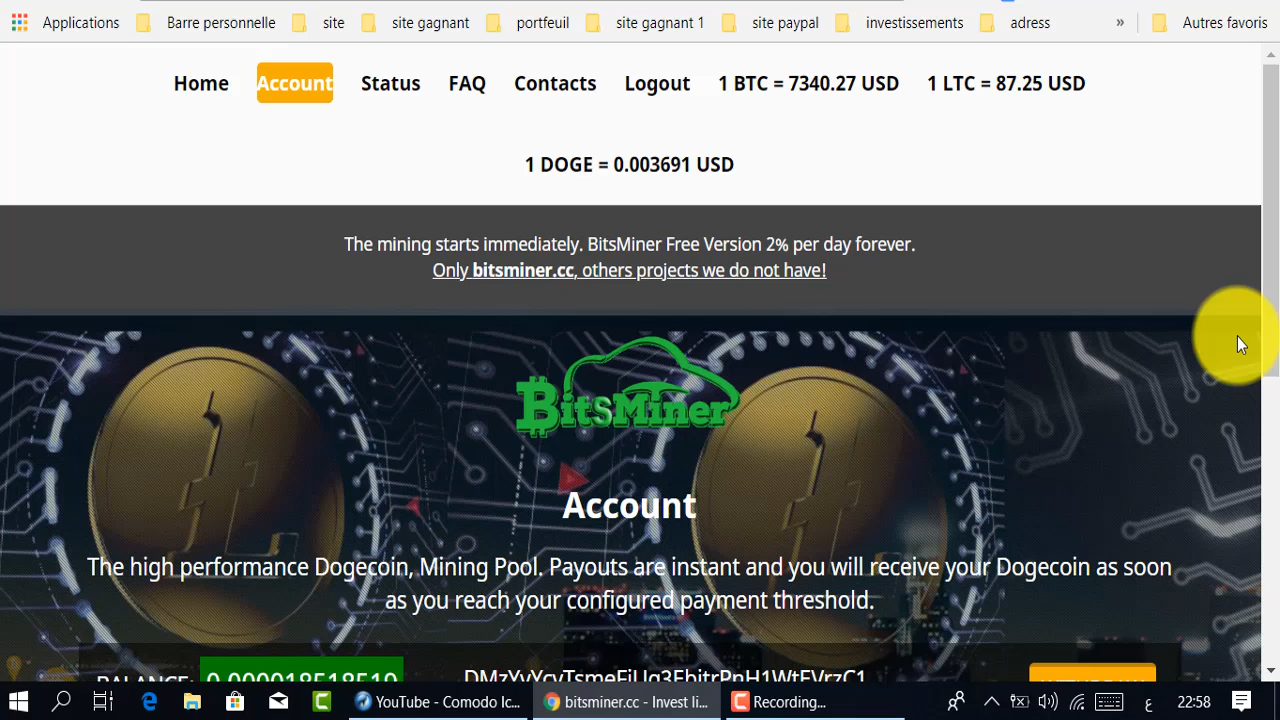 Applications Barre personnelle site site gagnant portfeuil site gagnant 1 site paypal investissements adress » Autres favoris
Home Account Status FAQ Contacts Logout 1 BTC = 7340.27 USD 1 LTC = 87.25 USD
1 DOGE = 0.003691 USD
The mining starts immediately. BitsMiner Free Version 2% per day forever.
Only bitsminer.cc, others projects we do not have!
BitsMiner
Account
The high performance Dogecoin, Mining Pool. Payouts are instant and you will receive your Dogecoin as soon
as you reach your configured payment threshold.
BALANCE: 0.000018518519
YouTube - Comodo Ic... bitsminer.cc - Invest li... Recording... ع 22:58